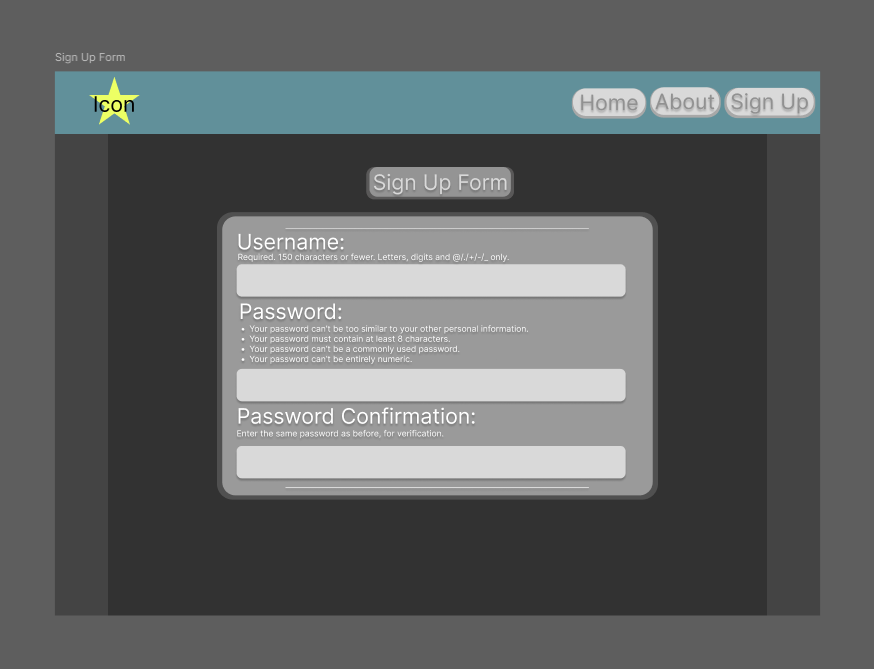 Sign Up Form
Icon
Home
About
Sign Up
Sign Up Form
Username:
Required. 150 characters or fewer. Letters, digits and @/./+/-/_ only.
Password:
• Your password can't be too similar to your other personal information.
• Your password must contain at least 8 characters.
• Your password can't be a commonly used password.
• Your password can't be entirely numeric.
Password Confirmation:
Enter the same password as before, for verification.